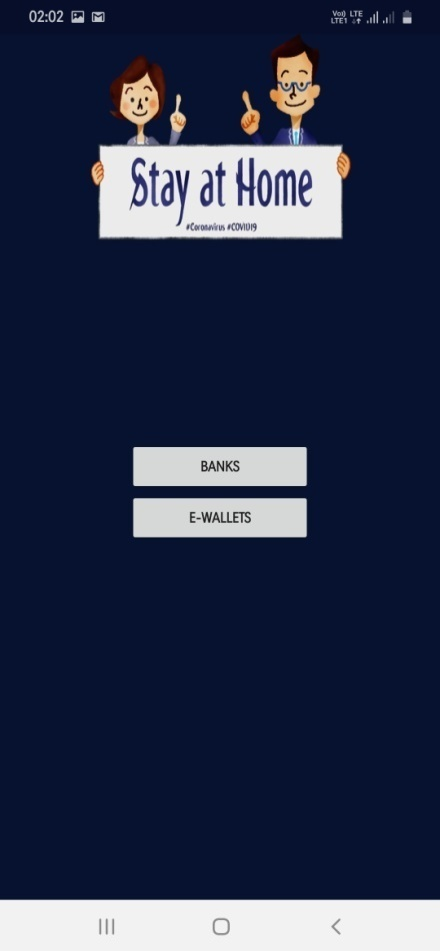 02:02
Vo)) LTE
LTE1
Stay at Home
#Coronavirus #COVID19
BANKS
E-WALLETS